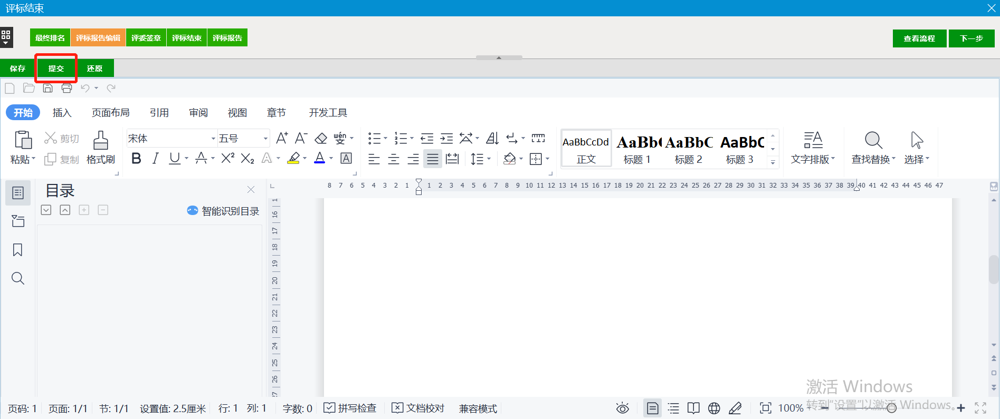 评标结束
最终排名 评标报告编辑 评委签章 评标结束 评标报告 查看流程 下一步
保存 提交 还原
开始 插入 页面布局 引用 审阅 视图 章节 开发工具
剪切 宋体 五号 A+ A- wén 变
粘贴 复制 格式刷 B I U A X² X₂ A A A
AaBbCcDd AaBb AaBbC AaBbC
正文 标题 1 标题 2 标题 3 文字排版 查找替换 选择
目录
智能识别目录
8 7 6 5 4 3 2 1 1 2 3 4 5 6 7 8 9 10 11 12 13 14 15 16 17 18 19 20 21 22 23 24 25 26 27 28 29 30 31 32 33 34 35 36 37 38 39 40 41 42 43 44 45 46 47
1
16
17
18
19
20
21
22
23
24
25
26
27
激活 Windows
转到“设置”以激活 Windows。
页码: 1 页面: 1/1 节: 1/1 设置值: 2.5厘米 行: 1 列: 1 字数: 0 拼写检查 文档校对 兼容模式 100%